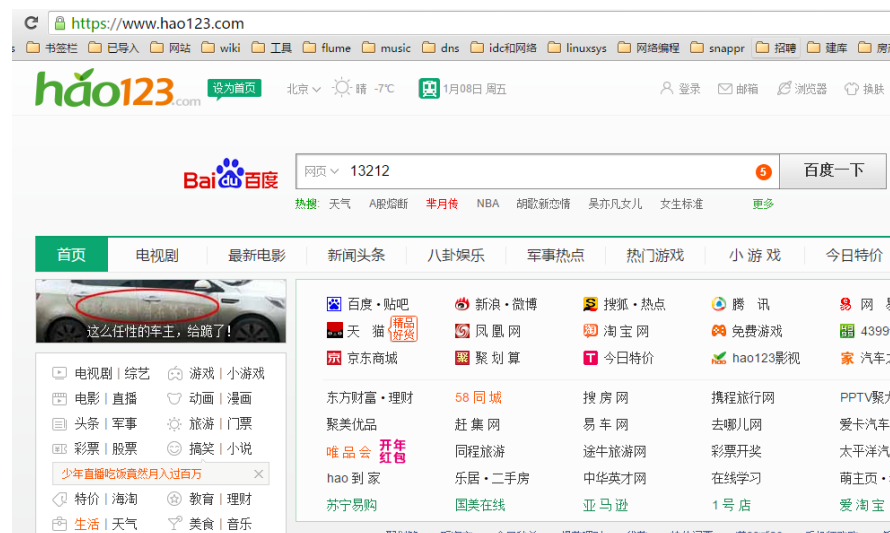 https://www.hao123.com
书签栏 已导入 网站 wiki 工具 flume music dns idc和网络 linuxsys 网络编程 snappr 招聘 建库
hao123.com 设为首页 北京 晴 -7℃ 1月08日 周五 登录 邮箱 浏览器 换肤
Bai du 百度 网页 13212 5 百度一下
热搜: 天气 A股熔断 芈月传 NBA 胡歌新恋情 吴亦凡女儿 女生标准 更多
首页 电视剧 最新电影 新闻头条 八卦娱乐 军事热点 热门游戏 小游戏 今日特价
这么任性的车主，给跪了！
电视剧 | 综艺 游戏 | 小游戏
电影 | 直播 动画 | 漫画
头条 | 军事 旅游 | 门票
彩票 | 股票 搞笑 | 小说
少年直播吃饭竟然月入过百万
特价 | 海淘 教育 | 理财
生活 | 天气 美食 | 音乐
百度 • 贴吧 新浪 • 微博 搜狐 • 热点 腾讯 网
天猫 精品好货 凤凰网 淘宝网 免费游戏 4399
京东商城 聚划算 今日特价 hao123影视 汽车
东方财富 • 理财 58同城 搜房网 携程旅行网 PPTV聚
聚美优品 赶集网 易车网 去哪儿网 爱卡汽车
唯品会 开年红包 同程旅游 途牛旅游网 彩票开奖 太平洋汽
hao到家 乐居 • 二手房 中华英才网 在线学习 萌主页 •
苏宁易购 国美在线 亚马逊 1号店 爱淘宝